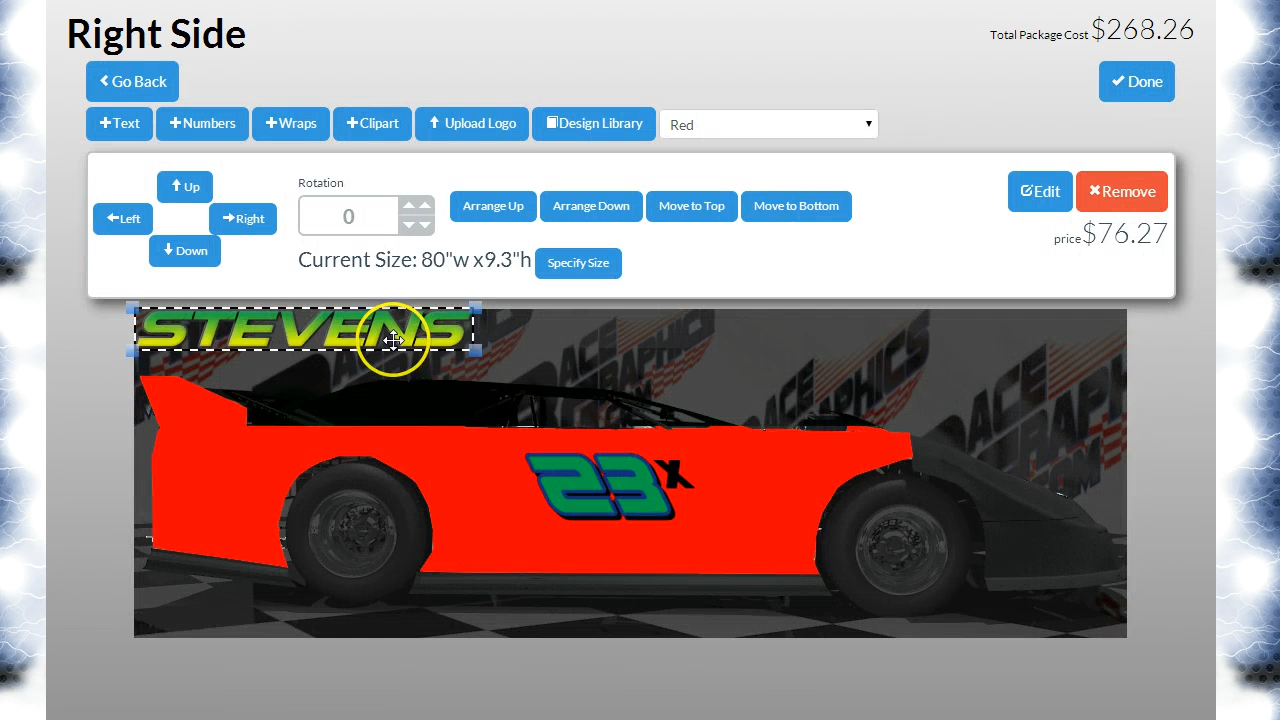 Right Side
Total Package Cost $268.26
Go Back
Done
Text
Numbers
Wraps
Clipart
Upload Logo
Design Library
Red
Up
Left
Right
Down
Rotation
0
Arrange Up
Arrange Down
Move to Top
Move to Bottom
Edit
Remove
price $76.27
Current Size: 80"w x9.3"h
Specify Size
STEVENS
RACE
GRAPHICS
23X